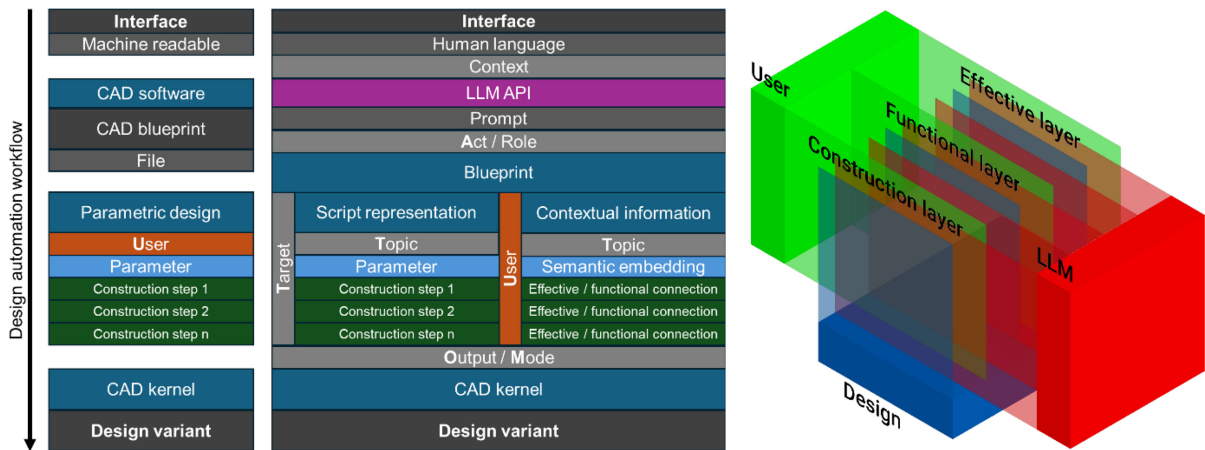 Design automation workflow
Interface
Machine readable
CAD software
CAD blueprint
File
Parametric design
User
Parameter
Construction step 1
Construction step 2
Construction step n
CAD kernel
Design variant
Interface
Human language
Context
LLM API
Prompt
Act / Role
Blueprint
Target
Script representation
Topic
Parameter
Construction step 1
Construction step 2
Construction step n
User
Contextual information
Topic
Semantic embedding
Effective / functional connection
Effective / functional connection
Effective / functional connection
Output / Mode
CAD kernel
Design variant
User
Effective layer
Functional layer
Construction layer
LLM
Design